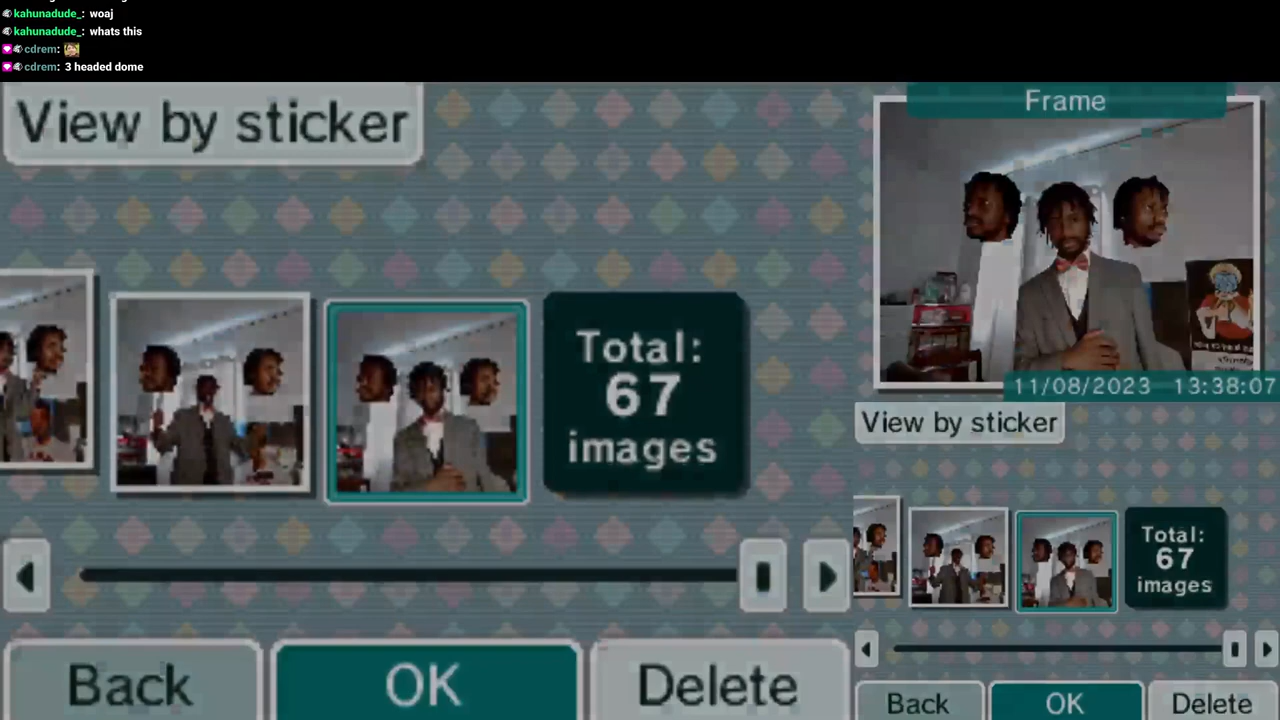 kahunadude_: woaj
kahunadude_: whats this
cdrem:
cdrem: 3 headed dome
View by sticker
Total:
67
images
Back
OK
Delete
Frame
11/08/2023 13:38:07
View by sticker
Total:
67
images
Back
OK
Delete